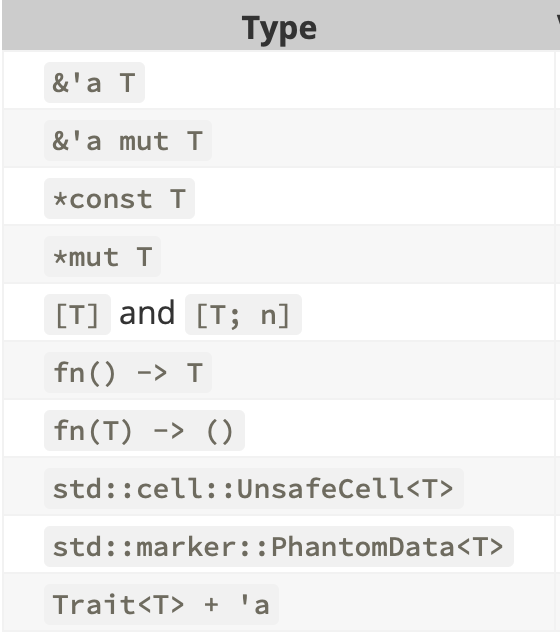 Type
&'a T
&'a mut T
*const T
*mut T
[T] and [T; n]
fn() -> T
fn(T) -> ()
std::cell::UnsafeCell<T>
std::marker::PhantomData<T>
Trait<T> + 'a